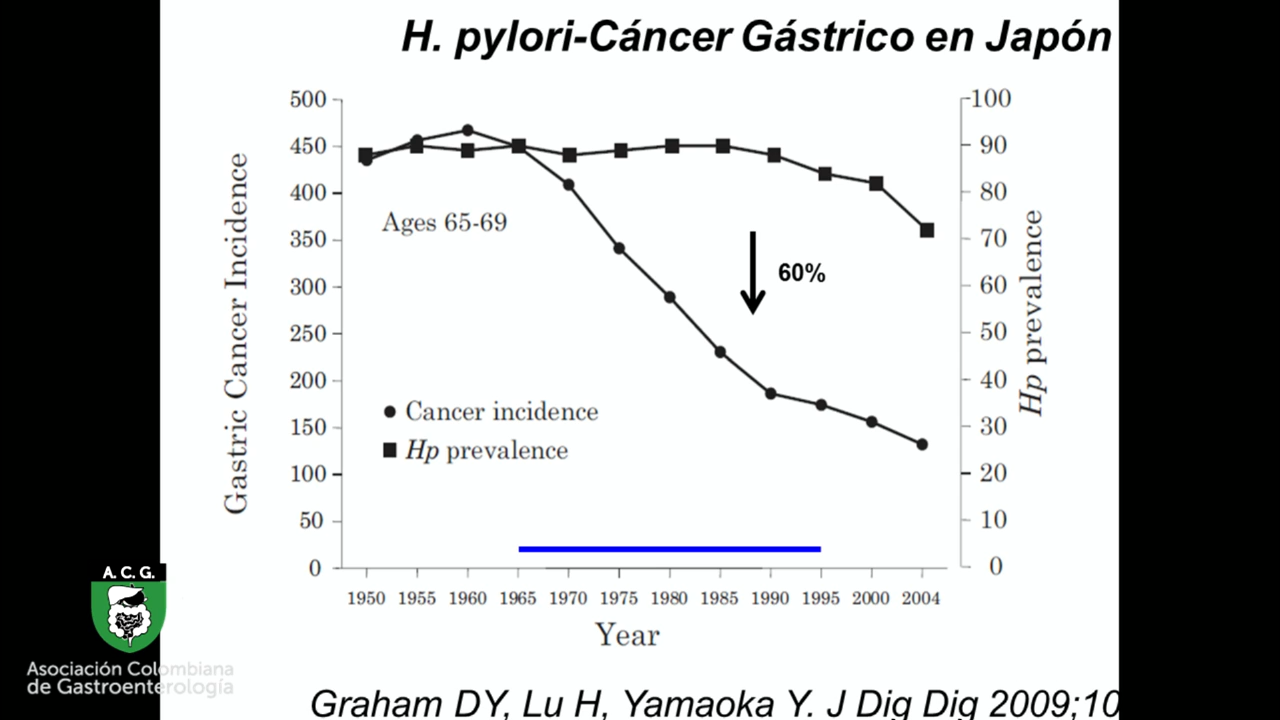 H. pylori-Cáncer Gástrico en Japón
500
450
400
350
300
250
200
150
100
50
0
Gastric Cancer Incidence
100
90
80
70
60
50
40
30
20
10
0
Hp prevalence
Ages 65-69
60%
Cancer incidence
Hp prevalence
1950 1955 1960 1965 1970 1975 1980 1985 1990 1995 2000 2004
Year
A. C. G.
Asociación Colombiana
de Gastroenterología
Graham DY, Lu H, Yamaoka Y. J Dig Dig 2009;10